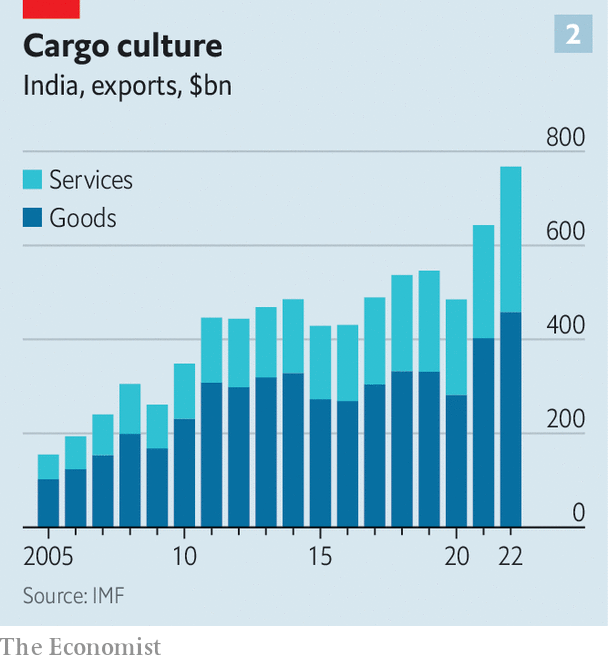 Cargo culture
2
India, exports, $bn
800
Services
Goods
600
400
200
0
2005 10 15 20 22
Source: IMF
The Economist